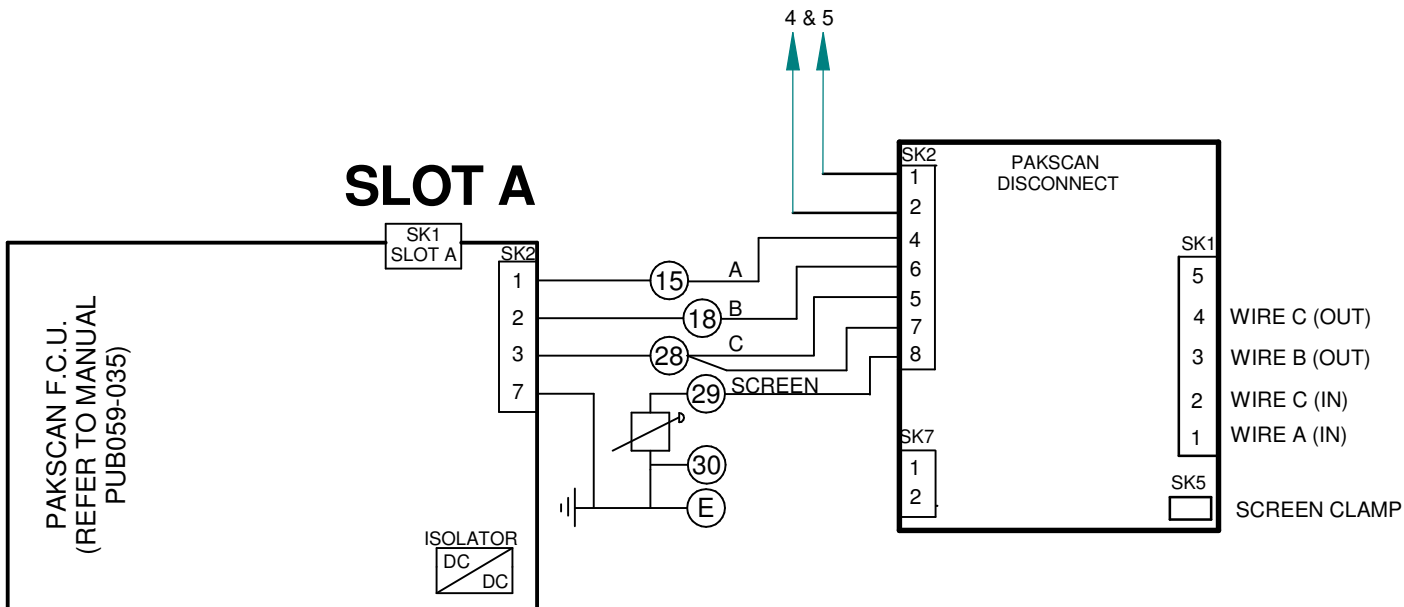 4 & 5
SLOT A
SK1
SLOT A
PAKSCAN F.C.U.
(REFER TO MANUAL
PUB059-035)
SK2
1
2
3
7
15
A
18
B
28
C
29
SCREEN
30
E
ISOLATOR
DC
DC
PAKSCAN
DISCONNECT
SK2
1
2
4
6
5
7
8
SK7
1
2
SK1
5
4 WIRE C (OUT)
3 WIRE B (OUT)
2 WIRE C (IN)
1 WIRE A (IN)
SK5
SCREEN CLAMP